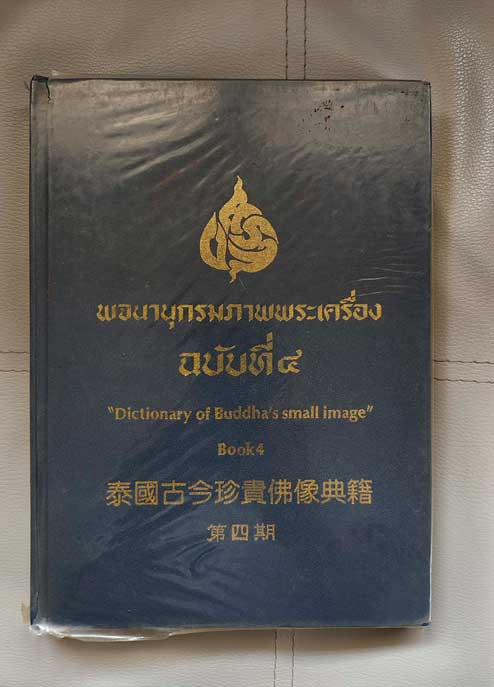 พจนานุกรมภาพพระเครื่อง
ฉบับที่ ๔
"Dictionary of Buddha's small image"
Book 4
泰國古今珍貴佛像典籍
第四期